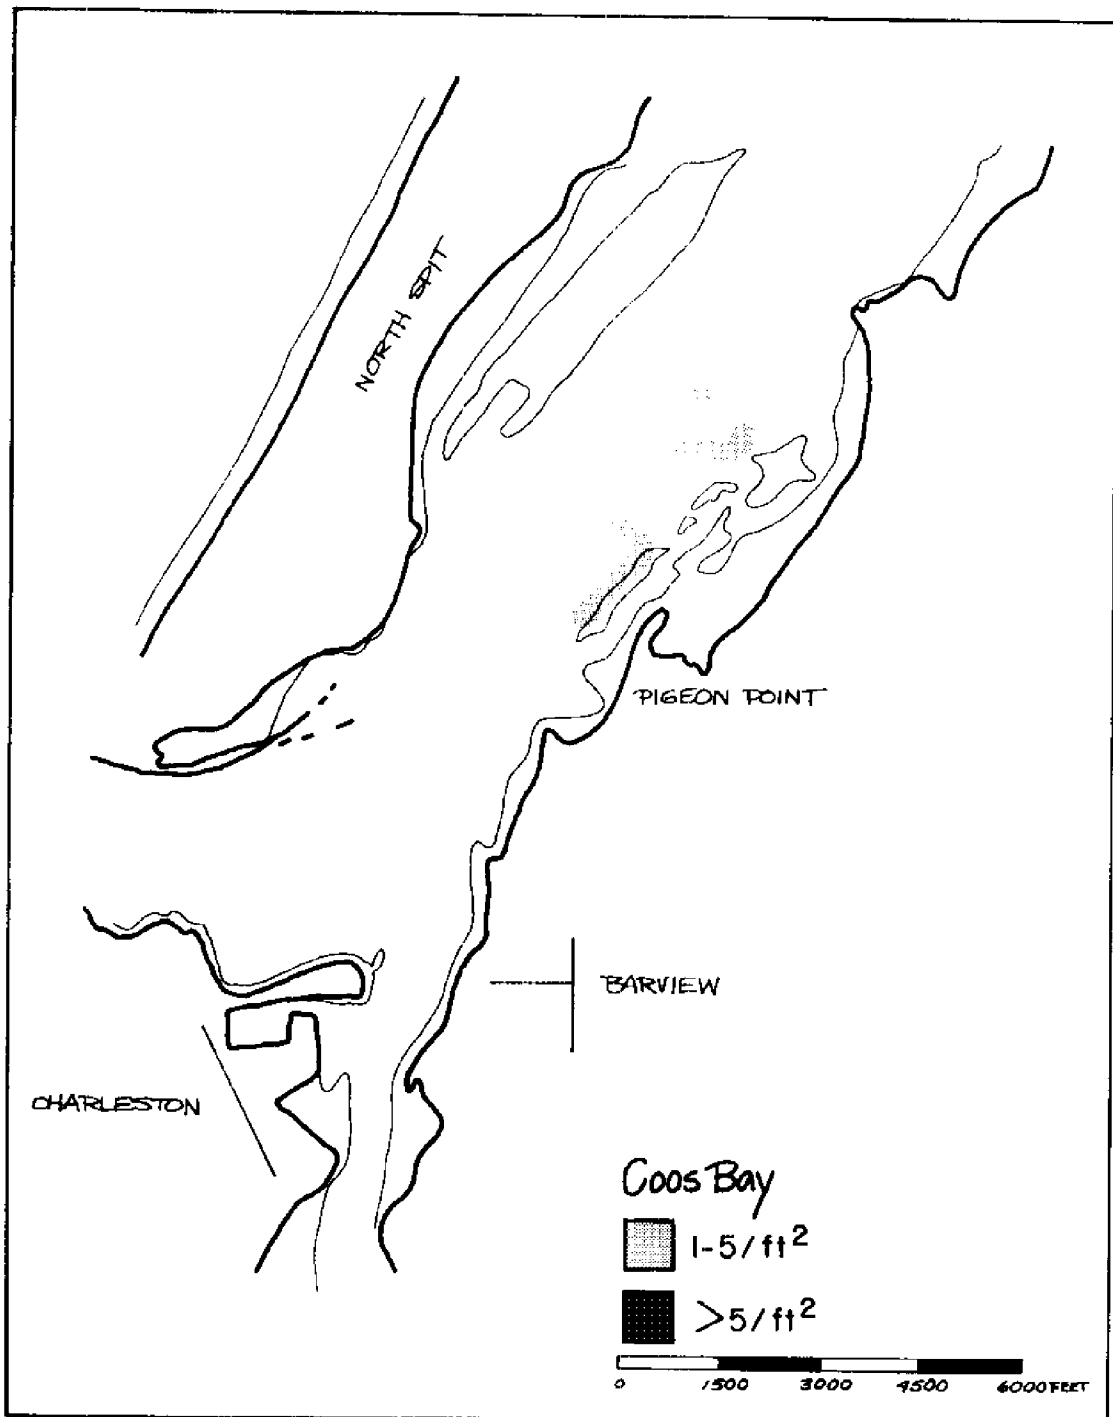 NORTH SPIT
PIGEON POINT
BARVIEW
CHARLESTON
Coos Bay
1-5/ft²
>5/ft²
0 1500 3000 4500 6000 FEET